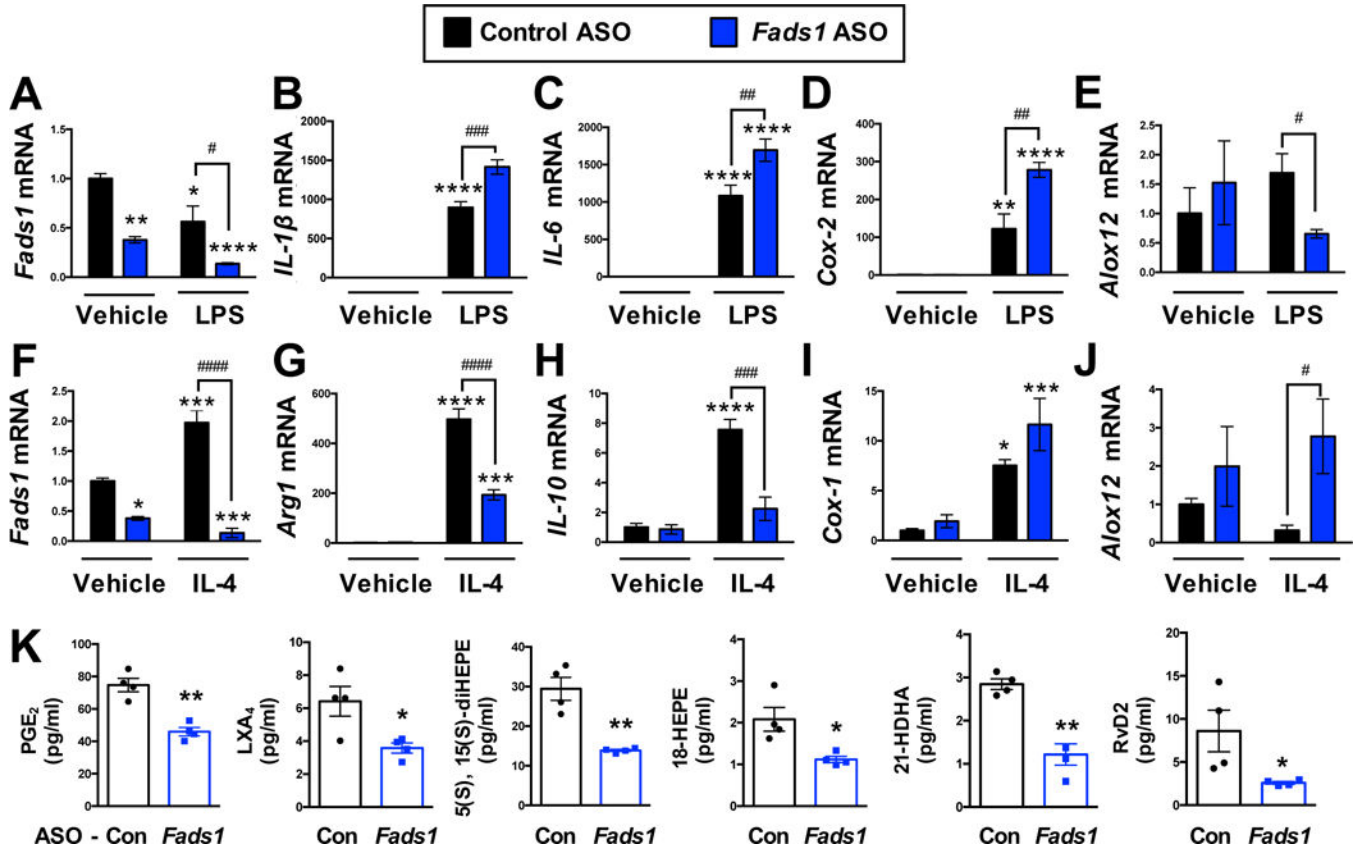 Control ASO Fads1 ASO
A
Fads1 mRNA
1.5
1.0
0.5
0.0
**
*
#
****
Vehicle LPS
B
IL-1β mRNA
2000
1500
1000
500
0
****
###
Vehicle LPS
C
IL-6 mRNA
2000
1500
1000
500
0
****
##
****
Vehicle LPS
D
Cox-2 mRNA
400
300
200
100
0
**
##
****
Vehicle LPS
E
Alox12 mRNA
2.5
2.0
1.5
1.0
0.5
0.0
#
Vehicle LPS
F
Fads1 mRNA
2.5
2.0
1.5
1.0
0.5
0.0
*
***
####
***
Vehicle IL-4
G
Arg1 mRNA
600
400
200
0
****
####
***
Vehicle IL-4
H
IL-10 mRNA
10
8
6
4
2
0
****
###
Vehicle IL-4
I
Cox-1 mRNA
15
10
5
0
*
***
Vehicle IL-4
J
Alox12 mRNA
4
3
2
1
0
#
Vehicle IL-4
K
PGE2
(pg/ml)
100
80
60
40
20
0
**
ASO - Con Fads1
LXA4
(pg/ml)
10
8
6
4
2
0
*
Con Fads1
5(S), 15(S)-diHEPE
(pg/ml)
40
30
20
10
0
**
Con Fads1
18-HEPE
(pg/ml)
4
3
2
1
0
*
Con Fads1
21-HDHA
(pg/ml)
4
3
2
1
0
**
Con Fads1
RvD2
(pg/ml)
20
15
10
5
0
*
Con Fads1